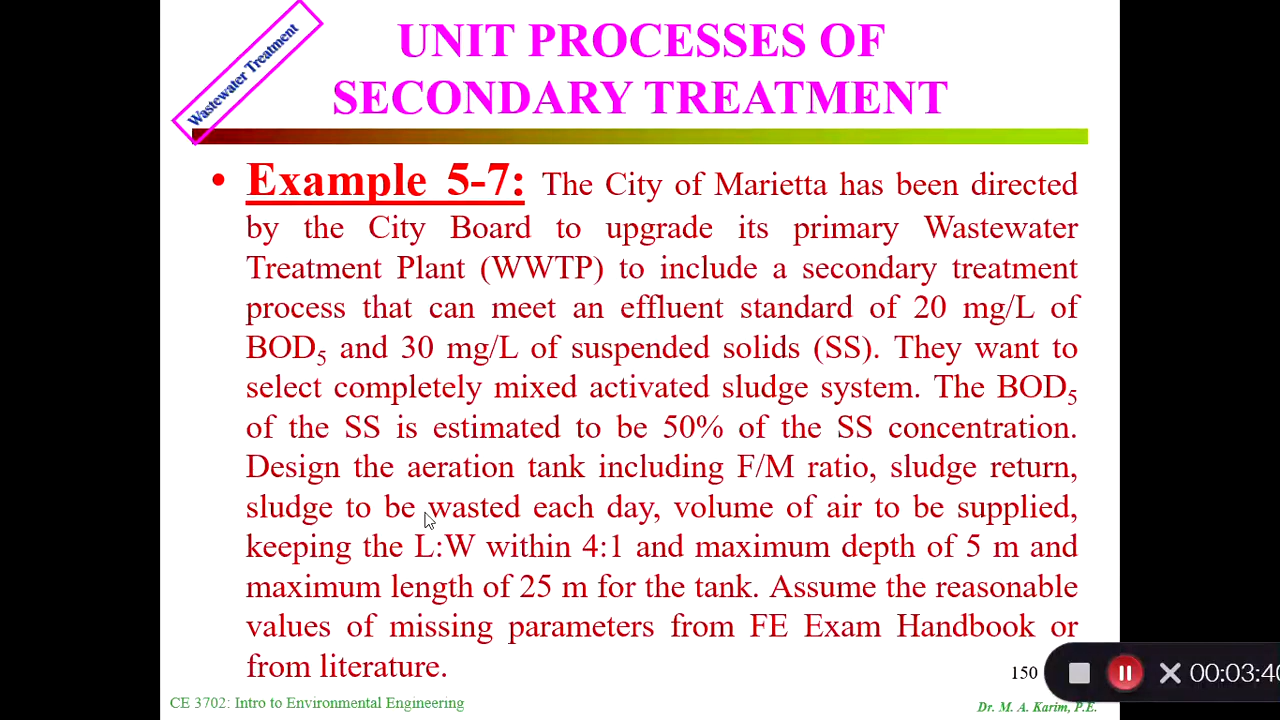 Wastewater Treatment
UNIT PROCESSES OF
SECONDARY TREATMENT
• Example 5-7: The City of Marietta has been directed
by the City Board to upgrade its primary Wastewater
Treatment Plant (WWTP) to include a secondary treatment
process that can meet an effluent standard of 20 mg/L of
BOD₅ and 30 mg/L of suspended solids (SS). They want to
select completely mixed activated sludge system. The BOD₅
of the SS is estimated to be 50% of the SS concentration.
Design the aeration tank including F/M ratio, sludge return,
sludge to be wasted each day, volume of air to be supplied,
keeping the L:W within 4:1 and maximum depth of 5 m and
maximum length of 25 m for the tank. Assume the reasonable
values of missing parameters from FE Exam Handbook or
from literature.
150
00:03:40
CE 3702: Intro to Environmental Engineering
Dr. M. A. Karim, P.E.